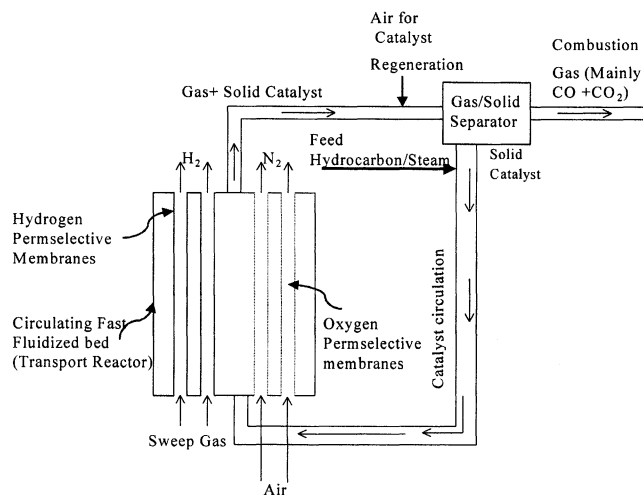 Air for
Catalyst
Regeneration
Combustion
Gas (Mainly
CO +CO₂)
Gas+ Solid Catalyst
Gas/Solid
Separator
Feed
Hydrocarbon/Steam
Solid
Catalyst
H₂
N₂
Hydrogen
Permselective
Membranes
Circulating Fast
Fluidized bed
(Transport Reactor)
Oxygen
Permselective
membranes
Catalyst circulation
Sweep Gas
Air